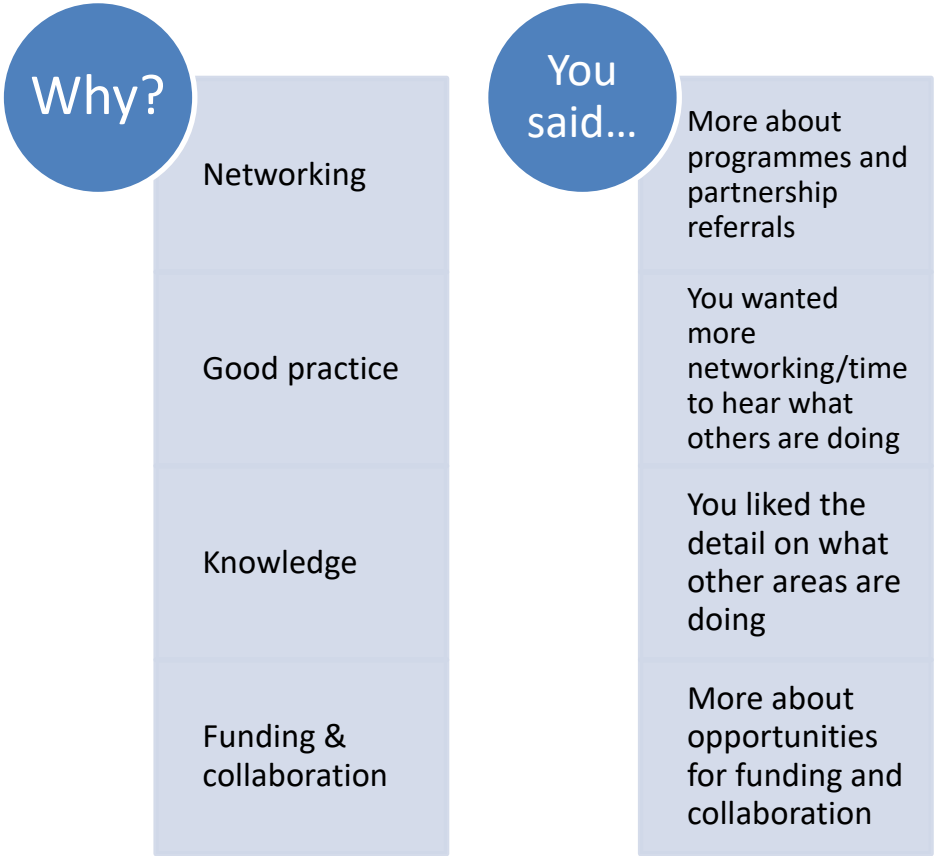 Why?
Networking
Good practice
Knowledge
Funding &
collaboration
You
said...
More about
programmes and
partnership
referrals
You wanted
more
networking/time
to hear what
others are doing
You liked the
detail on what
other areas are
doing
More about
opportunities
for funding and
collaboration